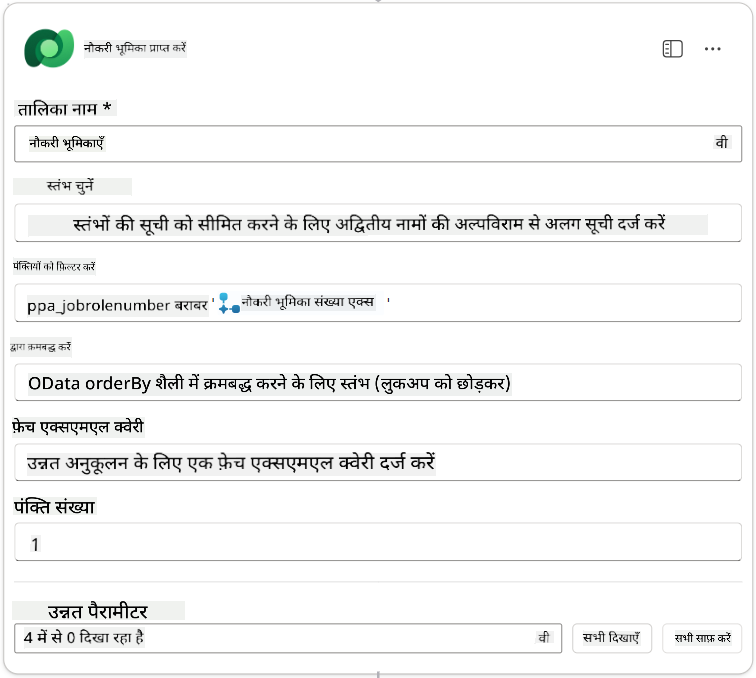 नौकरी भूमिका प्राप्त करें
तालिका नाम *
नौकरी भूमिकाएँ वी
स्तंभ चुनें
स्तंभों की सूची को सीमित करने के लिए अद्वितीय नामों की अल्पविराम से अलग सूची दर्ज करें
पंक्तियों को फ़िल्टर करें
ppa_jobrolenumber बराबर ' नौकरी भूमिका संख्या एक्स '
द्वारा क्रमबद्ध करें
OData orderBy शैली में क्रमबद्ध करने के लिए स्तंभ (लुकअप को छोड़कर)
फ़ेच एक्सएमएल क्वेरी
उन्नत अनुकूलन के लिए एक फ़ेच एक्सएमएल क्वेरी दर्ज करें
पंक्ति संख्या
1
उन्नत पैरामीटर
4 में से 0 दिखा रहा है वी सभी दिखाएँ सभी साफ़ करें